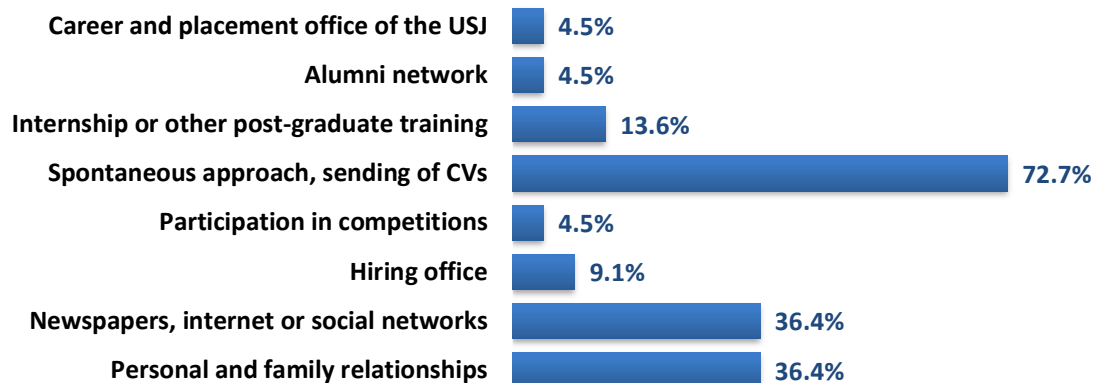 Career and placement office of the USJ 4.5%
Alumni network 4.5%
Internship or other post-graduate training 13.6%
Spontaneous approach, sending of CVs 72.7%
Participation in competitions 4.5%
Hiring office 9.1%
Newspapers, internet or social networks 36.4%
Personal and family relationships 36.4%